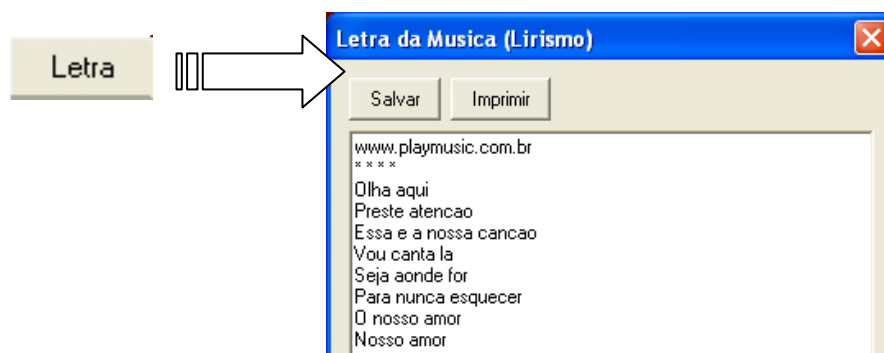 Letra
Letra da Musica (Lirismo)
Salvar Imprimir
www.playmusic.com.br
* * * *
Olha aqui
Preste atencao
Essa e a nossa cancao
Vou canta la
Seja aonde for
Para nunca esquecer
O nosso amor
Nosso amor